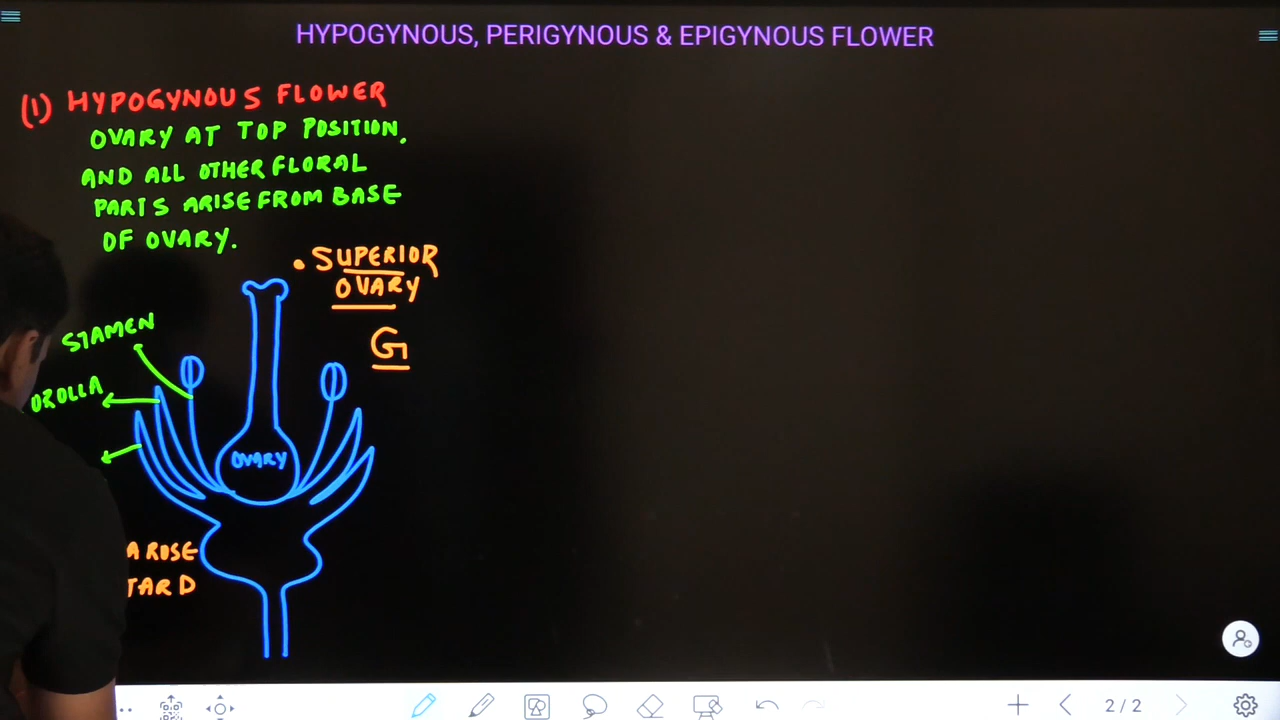 HYPOGYNOUS, PERIGYNOUS & EPIGYNOUS FLOWER
(1) HYPOGYNOUS FLOWER
OVARY AT TOP POSITION.
AND ALL OTHER FLORAL
PARTS ARISE FROM BASE
OF OVARY.
• SUPERIOR
OVARY
G
STAMEN
OROLLA
OVARY
A ROSE
TARD
2/2